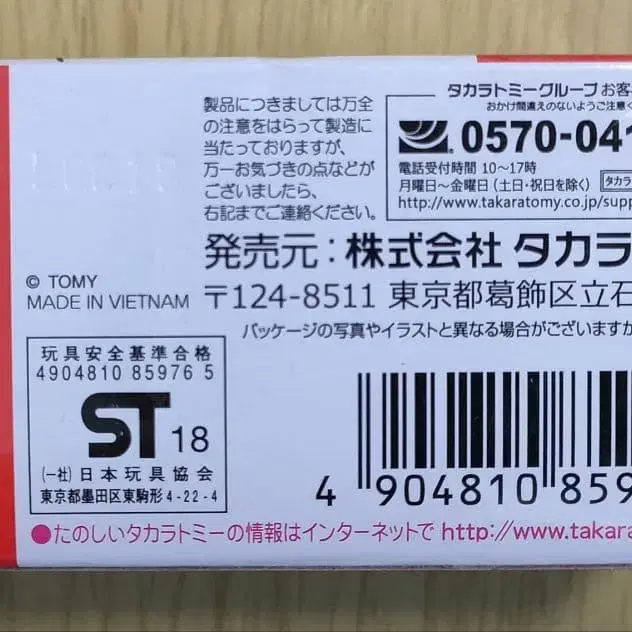 製品につきましては万全
の注意をはらって製造に
当たっておりますが、
万一お気づきの点などが
ございましたら、
右記までご連絡ください。
タカラトミーグループ お客
おかけ間違えのないようご注意く
0570-041
電話受付時間 10～17時
月曜日～金曜日(土・日・祝日を除く)
タカラ
http://www.takaratomy.co.jp/supp
発売元：株式会社 タカラ
© TOMY
MADE IN VIETNAM
〒124-8511 東京都葛飾区立石
パッケージの写真やイラストと異なる場合がございますが
玩具安全基準合格
4904810 85976 5
ST 18
(一社)日本玩具協会
東京都墨田区東駒形4-22-4
4 904810 859
●たのしいタカラトミーの情報はインターネットで http://www.takara